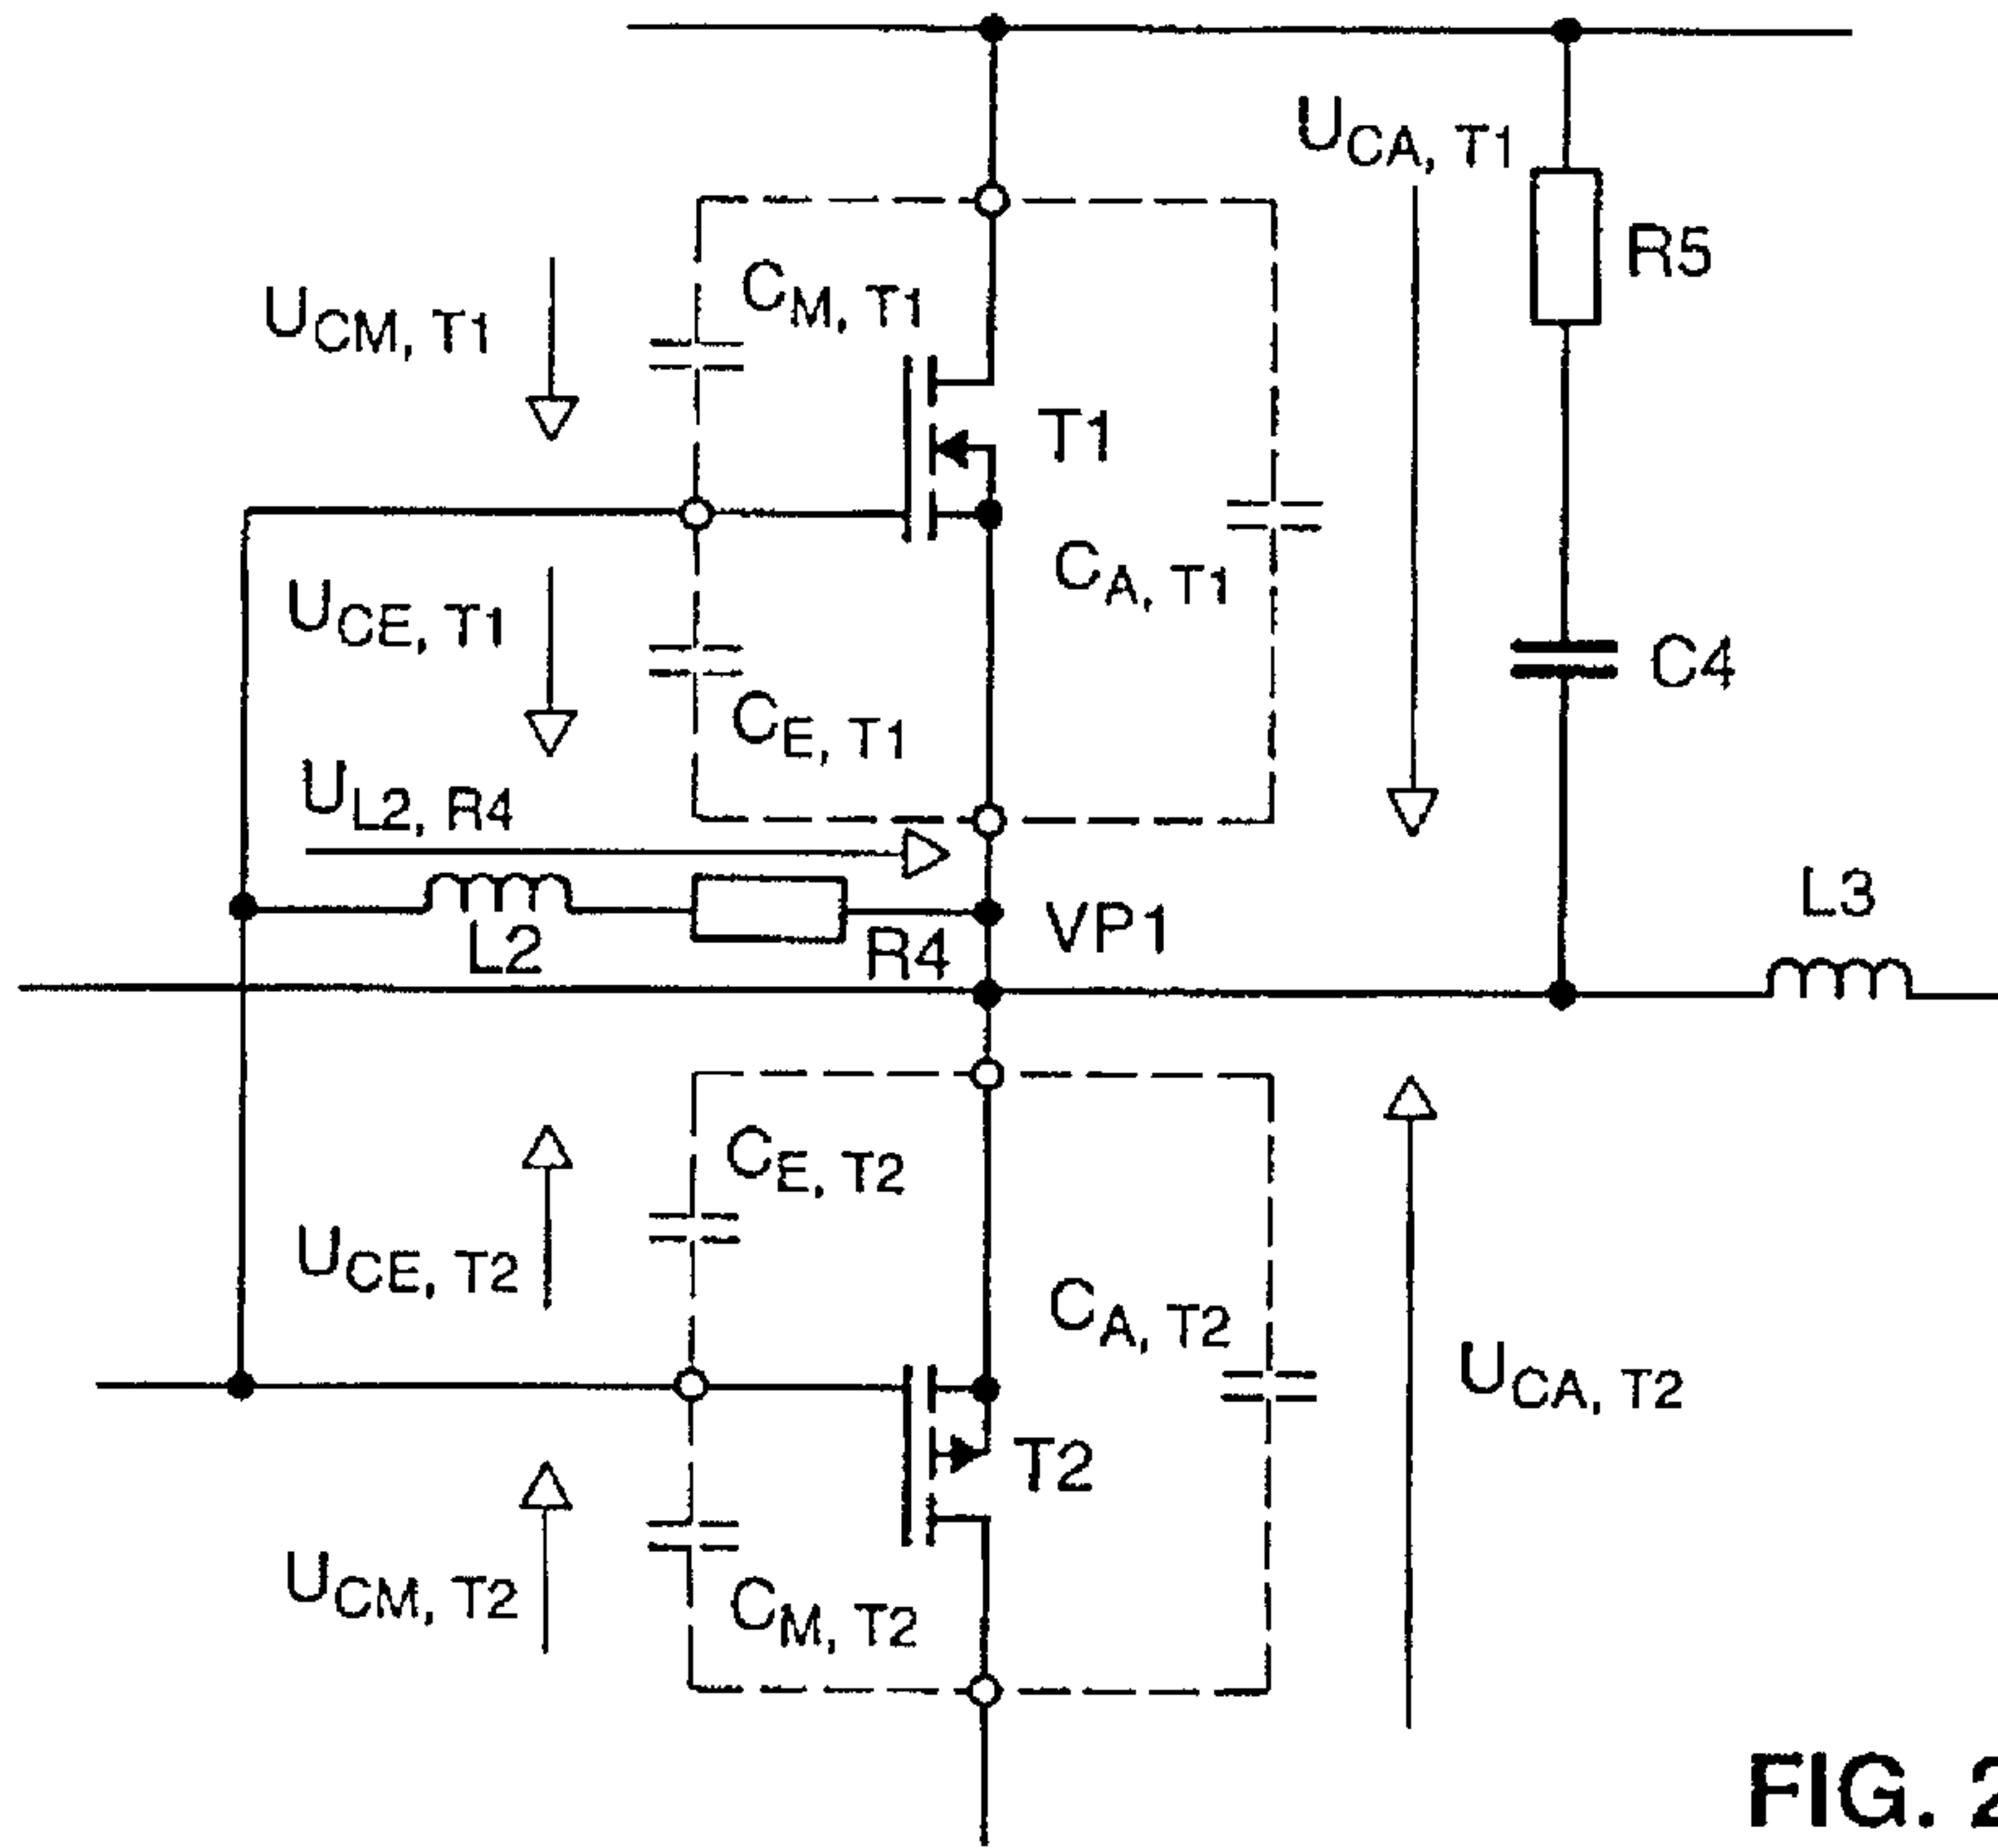 UCA, T1
R5
CM, T1
UCM, T1
T1
CA, T1
UCE, T1
C4
CE, T1
UL2, R4
L3
L2
R4
VP1
CE, T2
UCE, T2
CA, T2
UCA, T2
T2
UCM, T2
CM, T2
FIG. 2